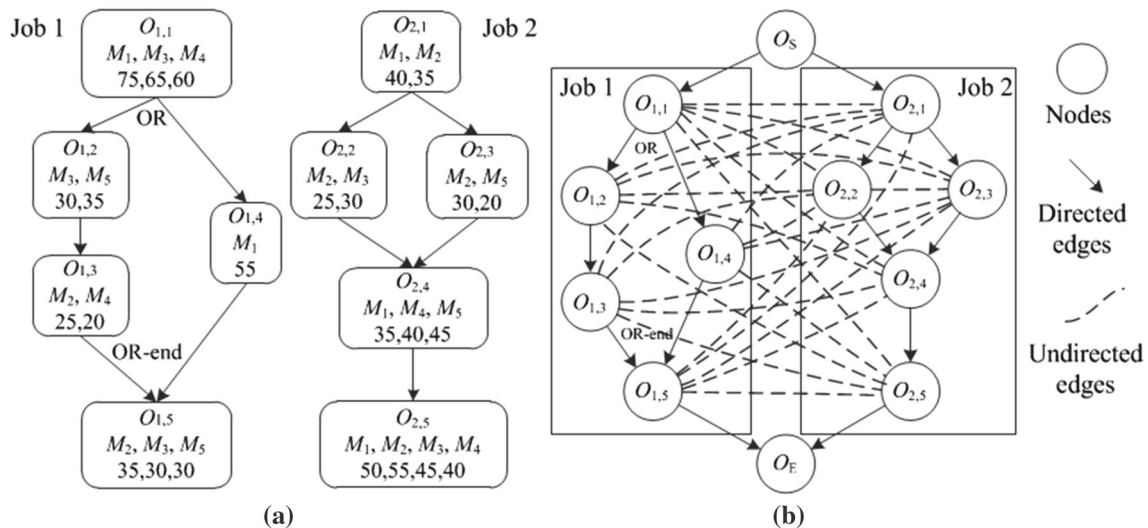 Job 1
O1,1
M1, M3, M4
75,65,60
OR
O1,2
M3, M5
30,35
O1,4
M1
55
O1,3
M2, M4
25,20
OR-end
O1,5
M2, M3, M5
35,30,30
Job 2
O2,1
M1, M2
40,35
O2,2
M2, M3
25,30
O2,3
M2, M5
30,20
O2,4
M1, M4, M5
35,40,45
O2,5
M1, M2, M3, M4
50,55,45,40
(a)
OS
Job 1
O1,1
OR
O1,2
O1,4
O1,3
OR-end
O1,5
Job 2
O2,1
O2,2
O2,3
O2,4
O2,5
OE
(b)
Nodes
Directed
edges
Undirected
edges